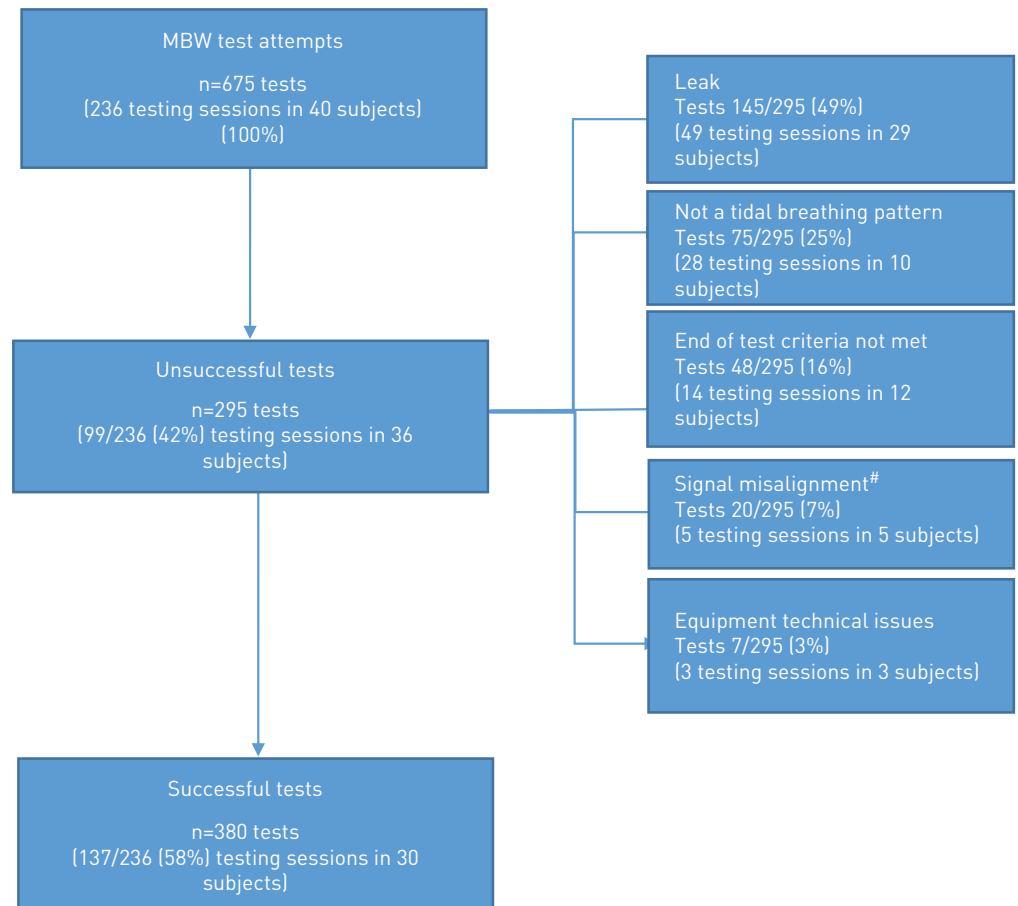 MBW test attempts
n=675 tests
(236 testing sessions in 40 subjects)
(100%)
Leak
Tests 145/295 (49%)
(49 testing sessions in 29
subjects)
Not a tidal breathing pattern
Tests 75/295 (25%)
(28 testing sessions in 10
subjects)
Unsuccessful tests
n=295 tests
(99/236 (42%) testing sessions in 36
subjects)
End of test criteria not met
Tests 48/295 (16%)
(14 testing sessions in 12
subjects)
Signal misalignment#
Tests 20/295 (7%)
(5 testing sessions in 5 subjects)
Equipment technical issues
Tests 7/295 (3%)
(3 testing sessions in 3 subjects)
Successful tests
n=380 tests
(137/236 (58%) testing sessions in 30
subjects)